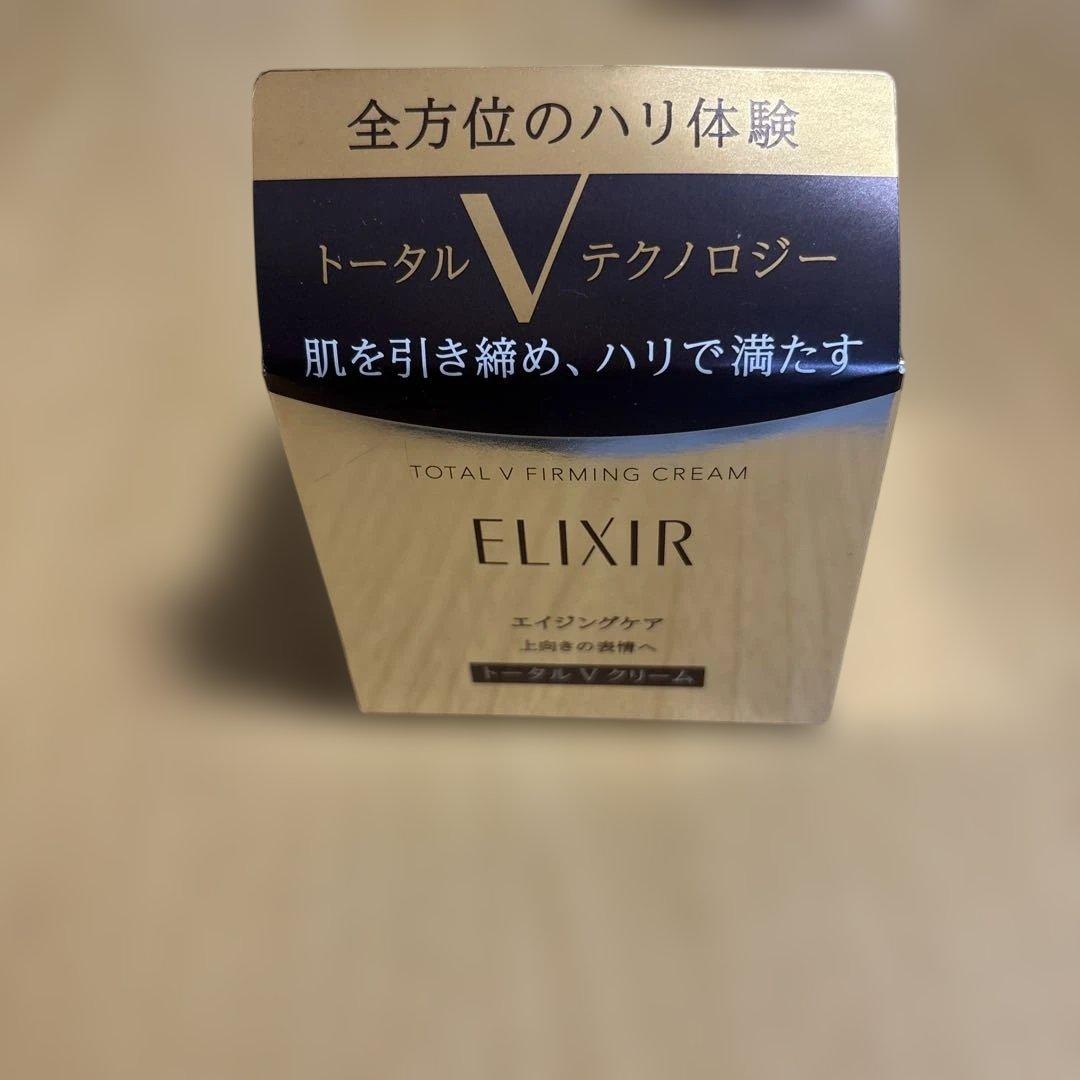 全方位のハリ体験
トータル V テクノロジー
肌を引き締め、ハリで満たす
TOTAL V FIRMING CREAM
ELIXIR
エイジングケア
上向きの表情へ
トータル V クリーム